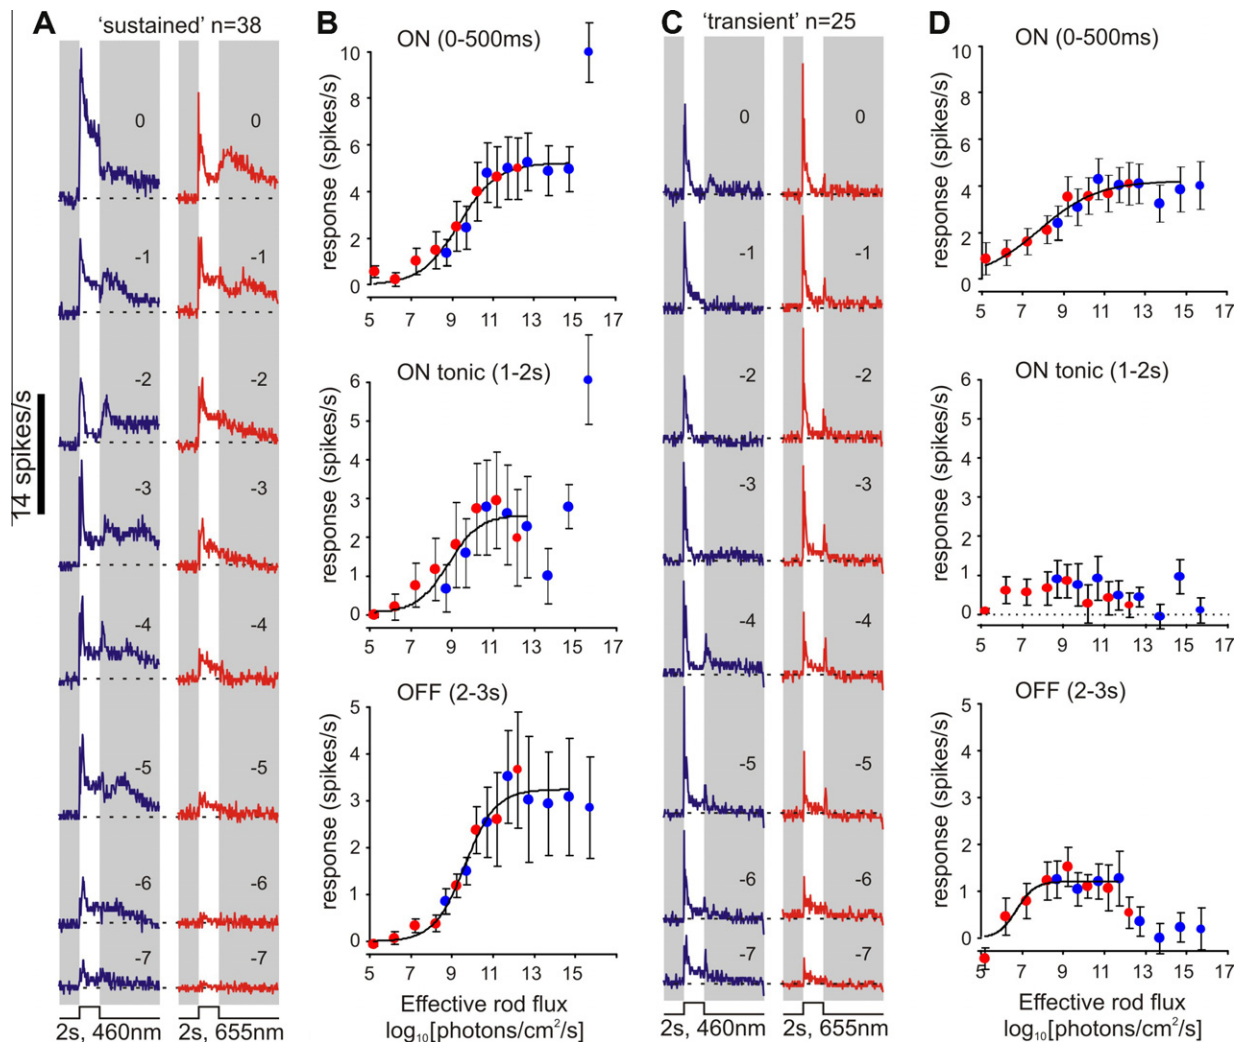 A 'sustained' n=38
0 0
-1 -1
-2 -2
-3 -3
-4 -4
-5 -5
-6 -6
-7 -7
14 spikes/s
2s, 460nm 2s, 655nm
B ON (0-500ms)
response (spikes/s)
10
8
6
4
2
0
5 7 9 11 13 15 17
ON tonic (1-2s)
response (spikes/s)
6
5
4
3
2
1
0
5 7 9 11 13 15 17
OFF (2-3s)
response (spikes/s)
5
4
3
2
1
0
5 7 9 11 13 15 17
Effective rod flux
log₁₀[photons/cm²/s]
C 'transient' n=25
0 0
-1 -1
-2 -2
-3 -3
-4 -4
-5 -5
-6 -6
-7 -7
2s, 460nm 2s, 655nm
D ON (0-500ms)
response (spikes/s)
10
8
6
4
2
0
5 7 9 11 13 15 17
ON tonic (1-2s)
response (spikes/s)
6
5
4
3
2
1
0
5 7 9 11 13 15 17
OFF (2-3s)
response (spikes/s)
5
4
3
2
1
0
5 7 9 11 13 15 17
Effective rod flux
log₁₀[photons/cm²/s]